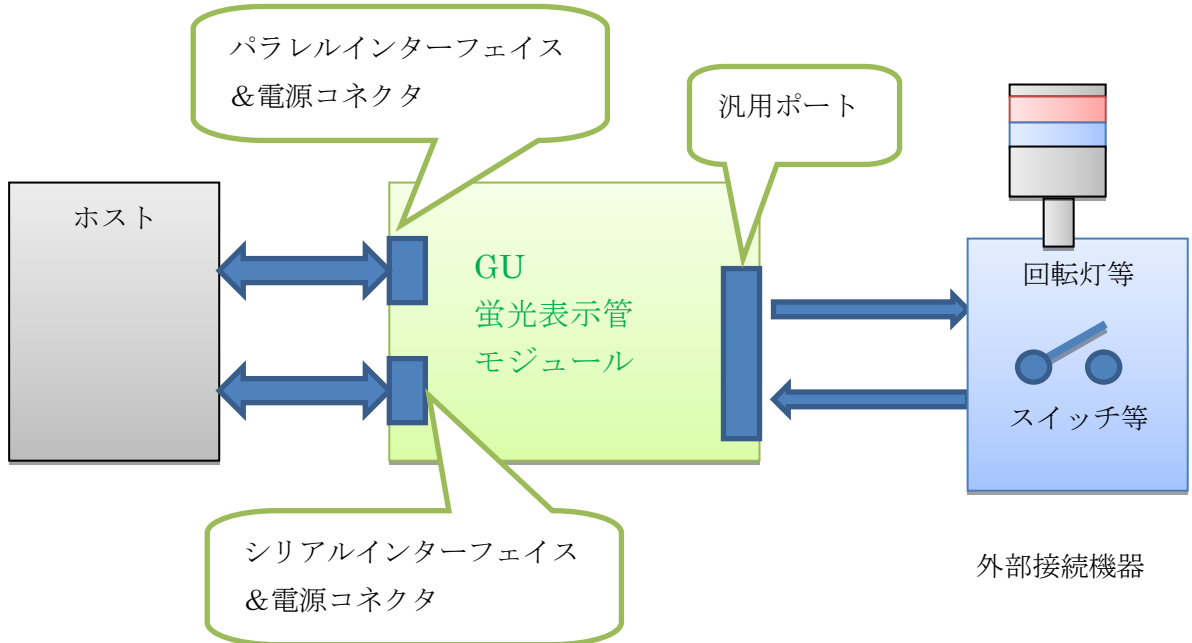 パラレルインターフェイス
&電源コネクタ
汎用ポート
ホスト
GU
蛍光表示管
モジュール
回転灯等
スイッチ等
シリアルインターフェイス
&電源コネクタ
外部接続機器